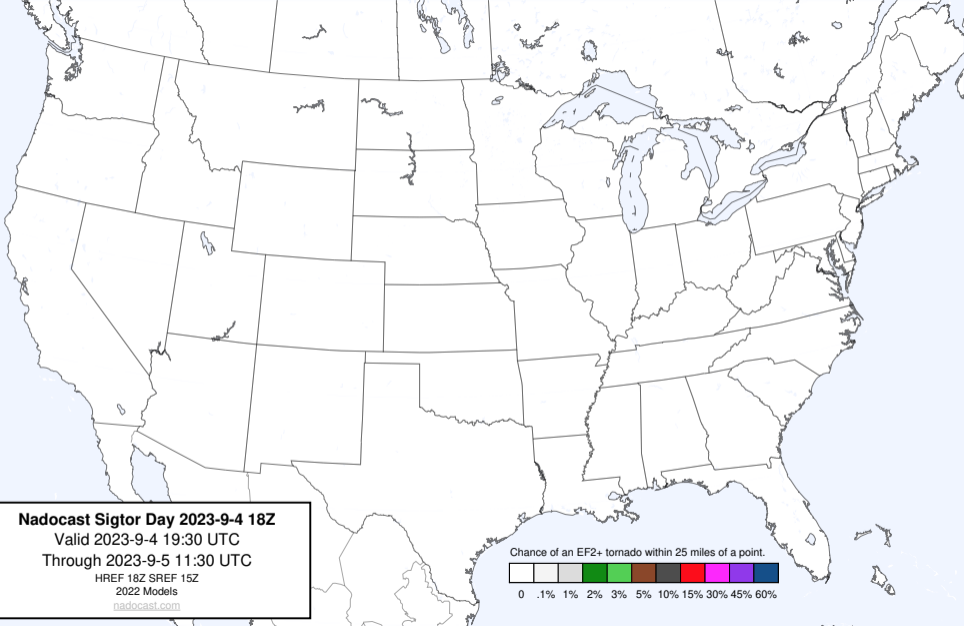 Nadocast Sigtor Day 2023-9-4 18Z
Valid 2023-9-4 19:30 UTC
Through 2023-9-5 11:30 UTC
HREF 18Z SREF 15Z
2022 Models
nadocast.com
Chance of an EF2+ tornado within 25 miles of a point.
0 .1% 1% 2% 3% 5% 10% 15% 30% 45% 60%